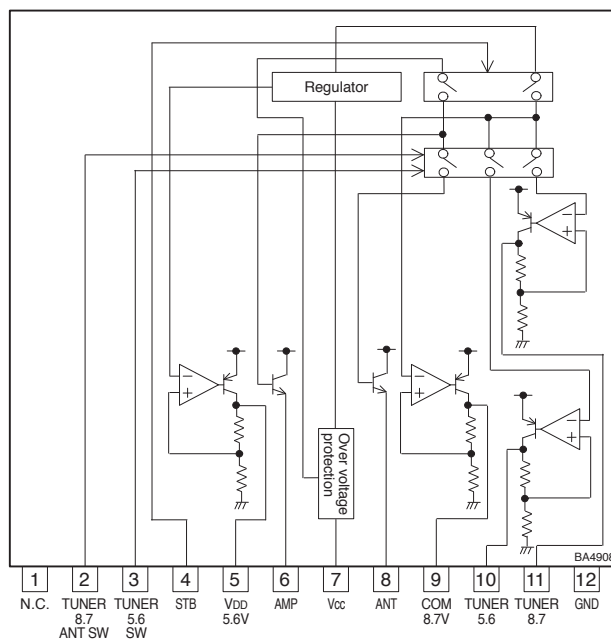 Regulator
Over voltage
protection
BA4908
1 2 3 4 5 6 7 8 9 10 11 12
N.C. TUNER TUNER STB VDD AMP Vcc ANT COM TUNER TUNER GND
8.7 5.6 5.6V 8.7V 5.6 8.7
ANT SW SW